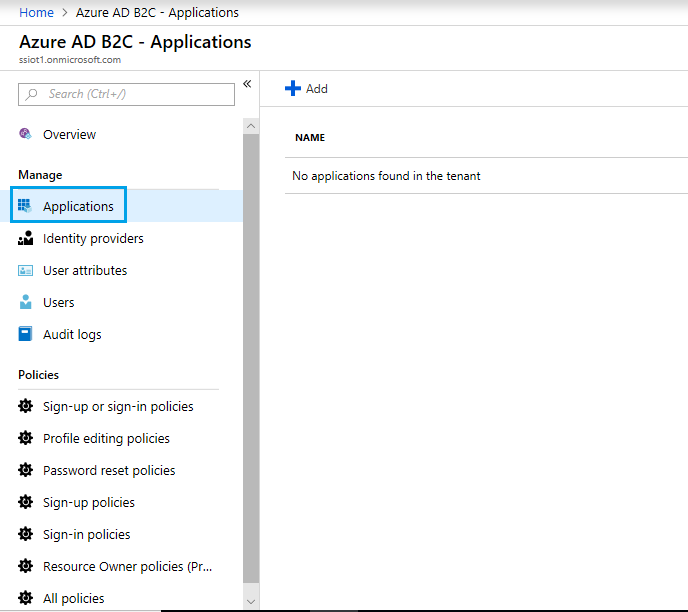 Home > Azure AD B2C - Applications
Azure AD B2C - Applications
ssiot1.onmicrosoft.com
Search (Ctrl+/)
«
Overview
Manage
Applications
Identity providers
User attributes
Users
Audit logs
Policies
Sign-up or sign-in policies
Profile editing policies
Password reset policies
Sign-up policies
Sign-in policies
Resource Owner policies (Pr...
All policies
Add
NAME
No applications found in the tenant